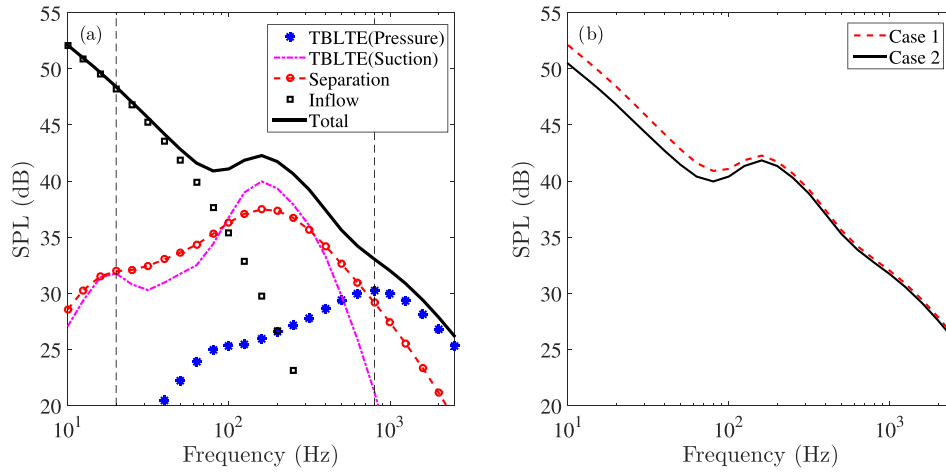 (a)
TBLTE(Pressure)
TBLTE(Suction)
Separation
Inflow
Total
55
50
45
40
35
30
25
20
SPL (dB)
10^1
10^2
10^3
Frequency (Hz)
(b)
Case 1
Case 2
55
50
45
40
35
30
25
20
SPL (dB)
10^1
10^2
10^3
Frequency (Hz)